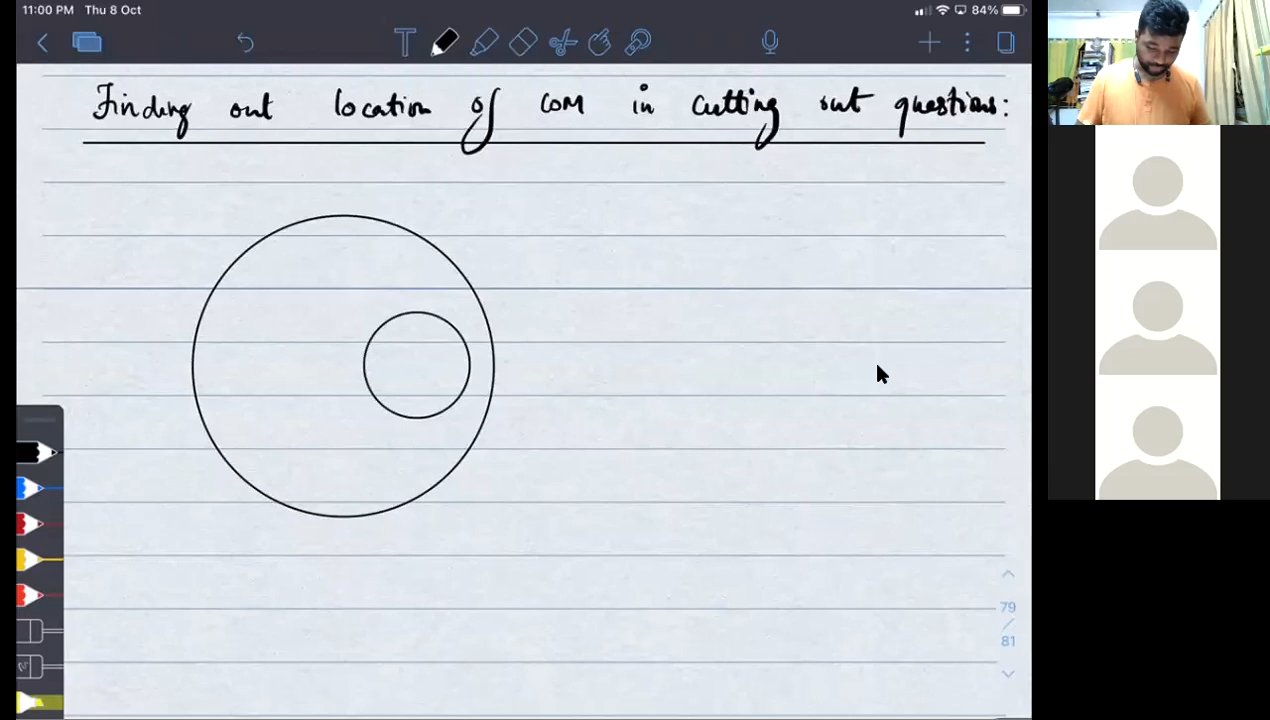 11:00 PM Thu 8 Oct 84%
T
Finding out location of COM in cutting out questions:
79
/
81